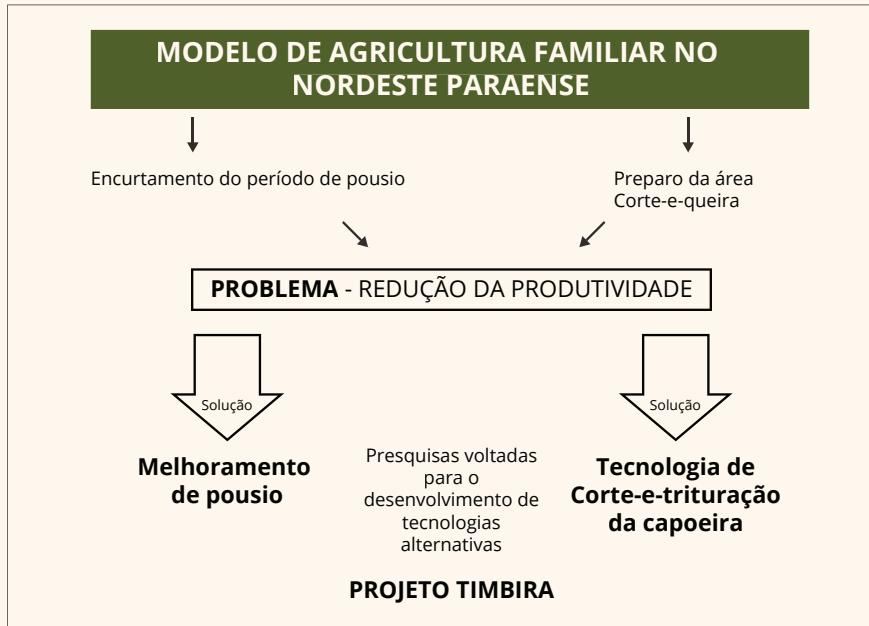 MODELO DE AGRICULTURA FAMILIAR NO
NORDESTE PARAENSE
Encurtamento do período de pousio
Preparo da área
Corte-e-queira
PROBLEMA - REDUÇÃO DA PRODUTIVIDADE
Solução
Solução
Melhoramento
de pousio
Presquisas voltadas
para o
desenvolvimento de
tecnologias
alternativas
Tecnologia de
Corte-e-trituração
da capoeira
PROJETO TIMBIRA